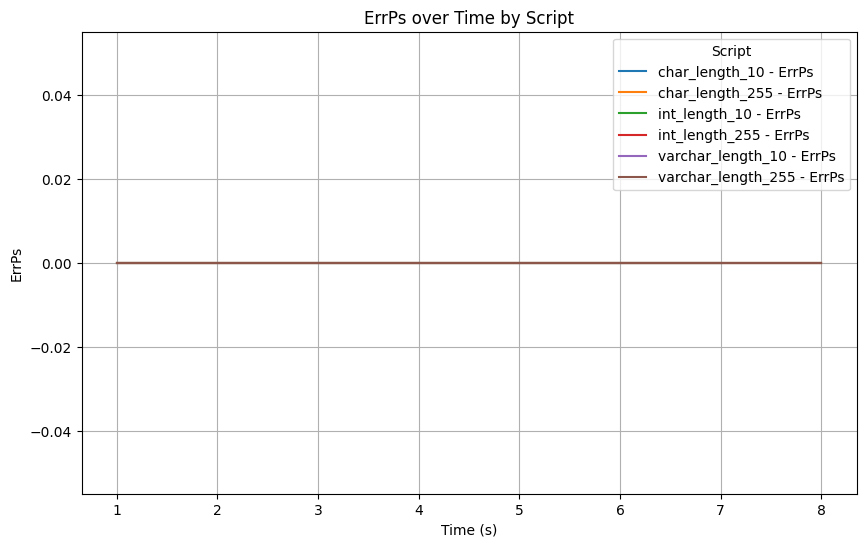 ErrPs over Time by Script
Script
char_length_10 - ErrPs
char_length_255 - ErrPs
int_length_10 - ErrPs
int_length_255 - ErrPs
varchar_length_10 - ErrPs
varchar_length_255 - ErrPs
0.04
0.02
0.00
−0.02
−0.04
ErrPs
1 2 3 4 5 6 7 8
Time (s)